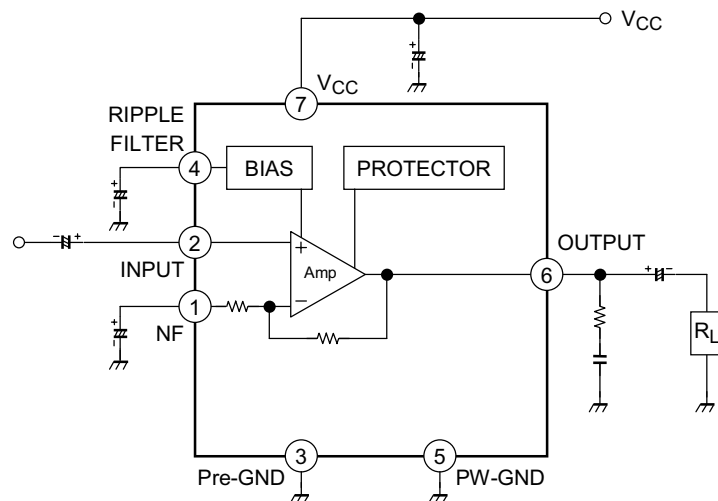 VCC
7 VCC
RIPPLE
FILTER
4 BIAS PROTECTOR
2 + OUTPUT
INPUT Amp 6
1 −
NF RL
3 5
Pre-GND PW-GND